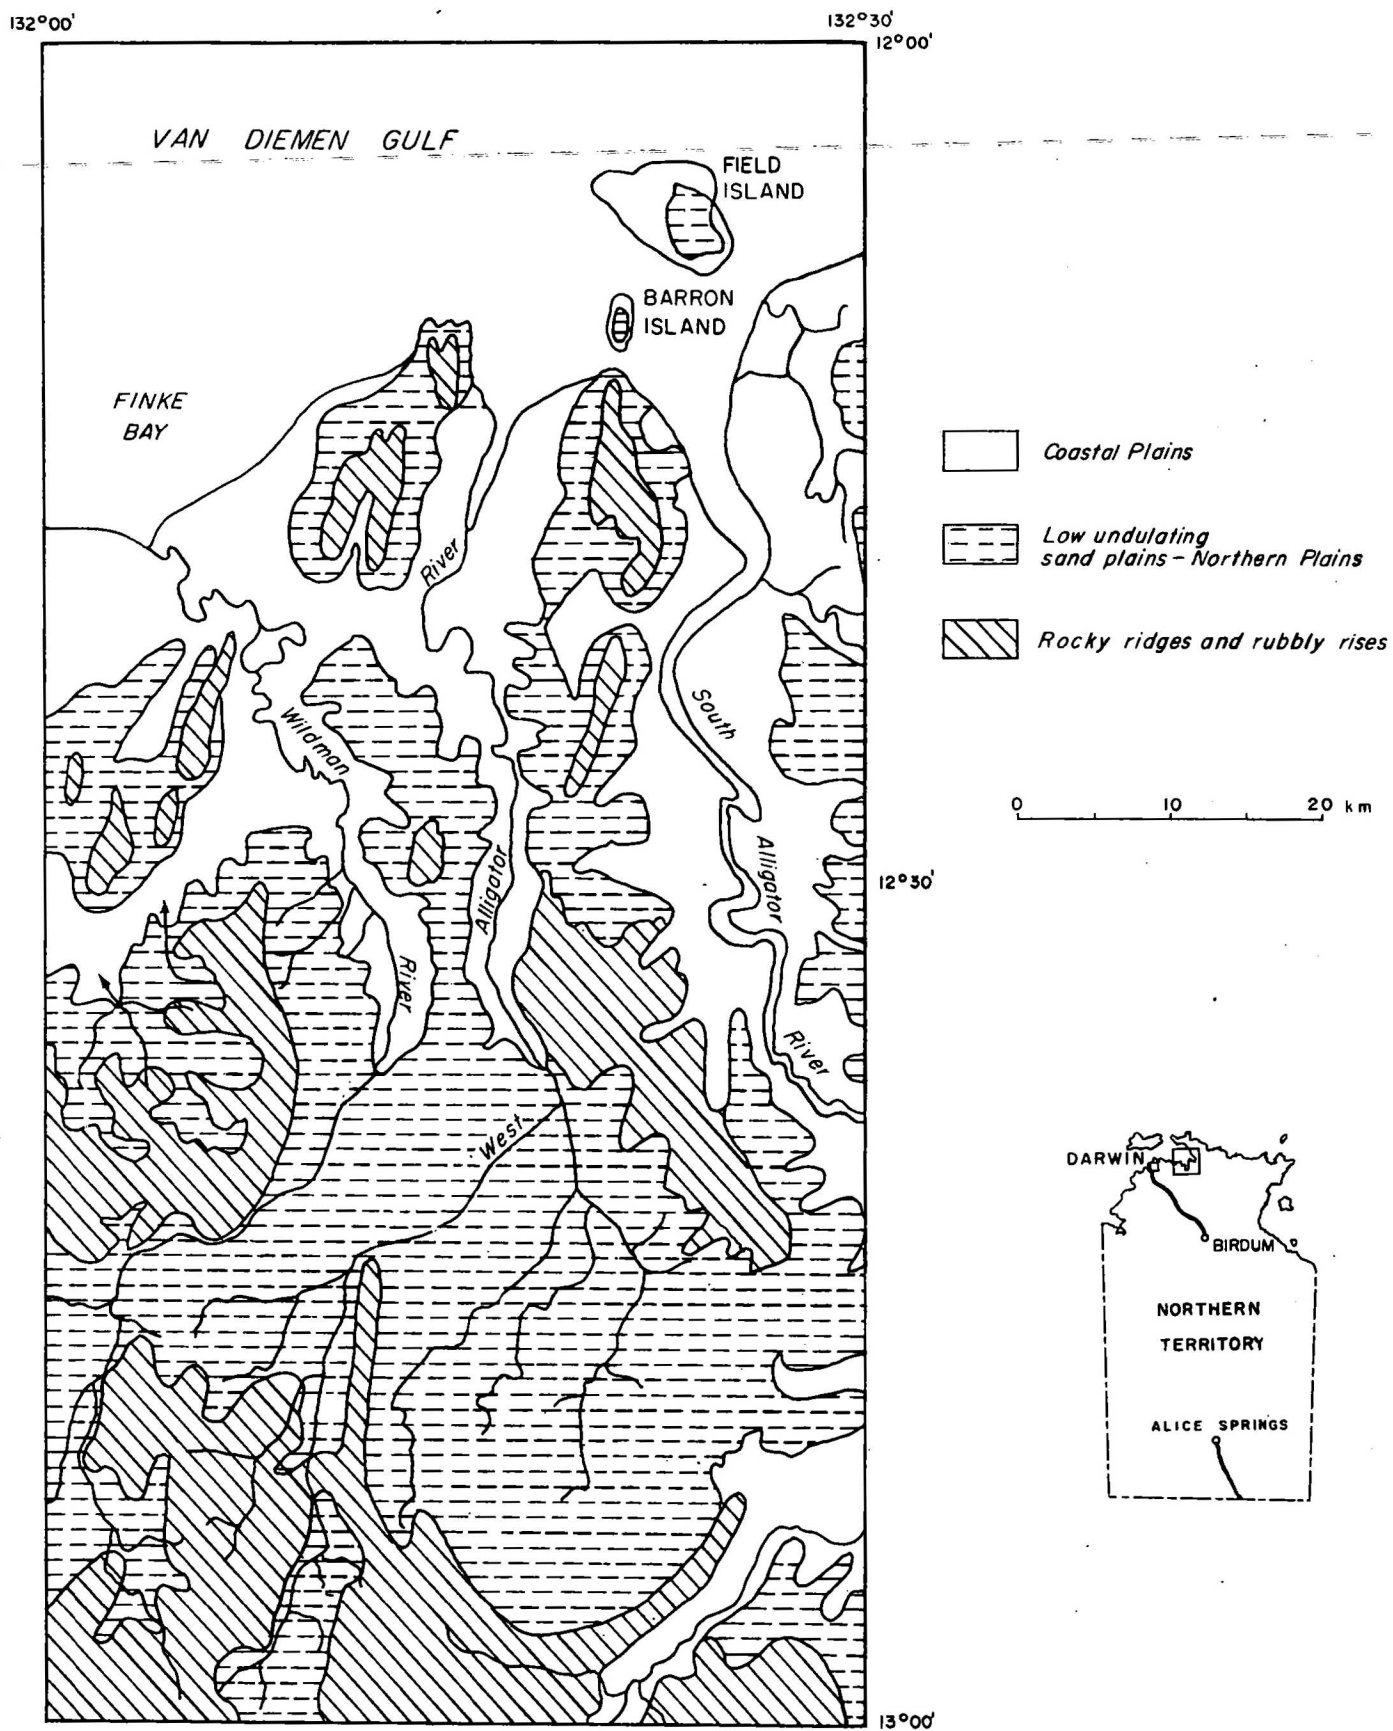 132°00'
132°30'
12°00'
VAN DIEMEN GULF
FIELD
ISLAND
BARRON
ISLAND
FINKE
BAY
Coastal Plains
Low undulating
sand plains – Northern Plains
Rocky ridges and rubbly rises
River
South
Wildman
0 10 20 km
Alligator
Alligator
12°30'
River
River
West
DARWIN
BIRDUM
NORTHERN
TERRITORY
ALICE SPRINGS
13°00'